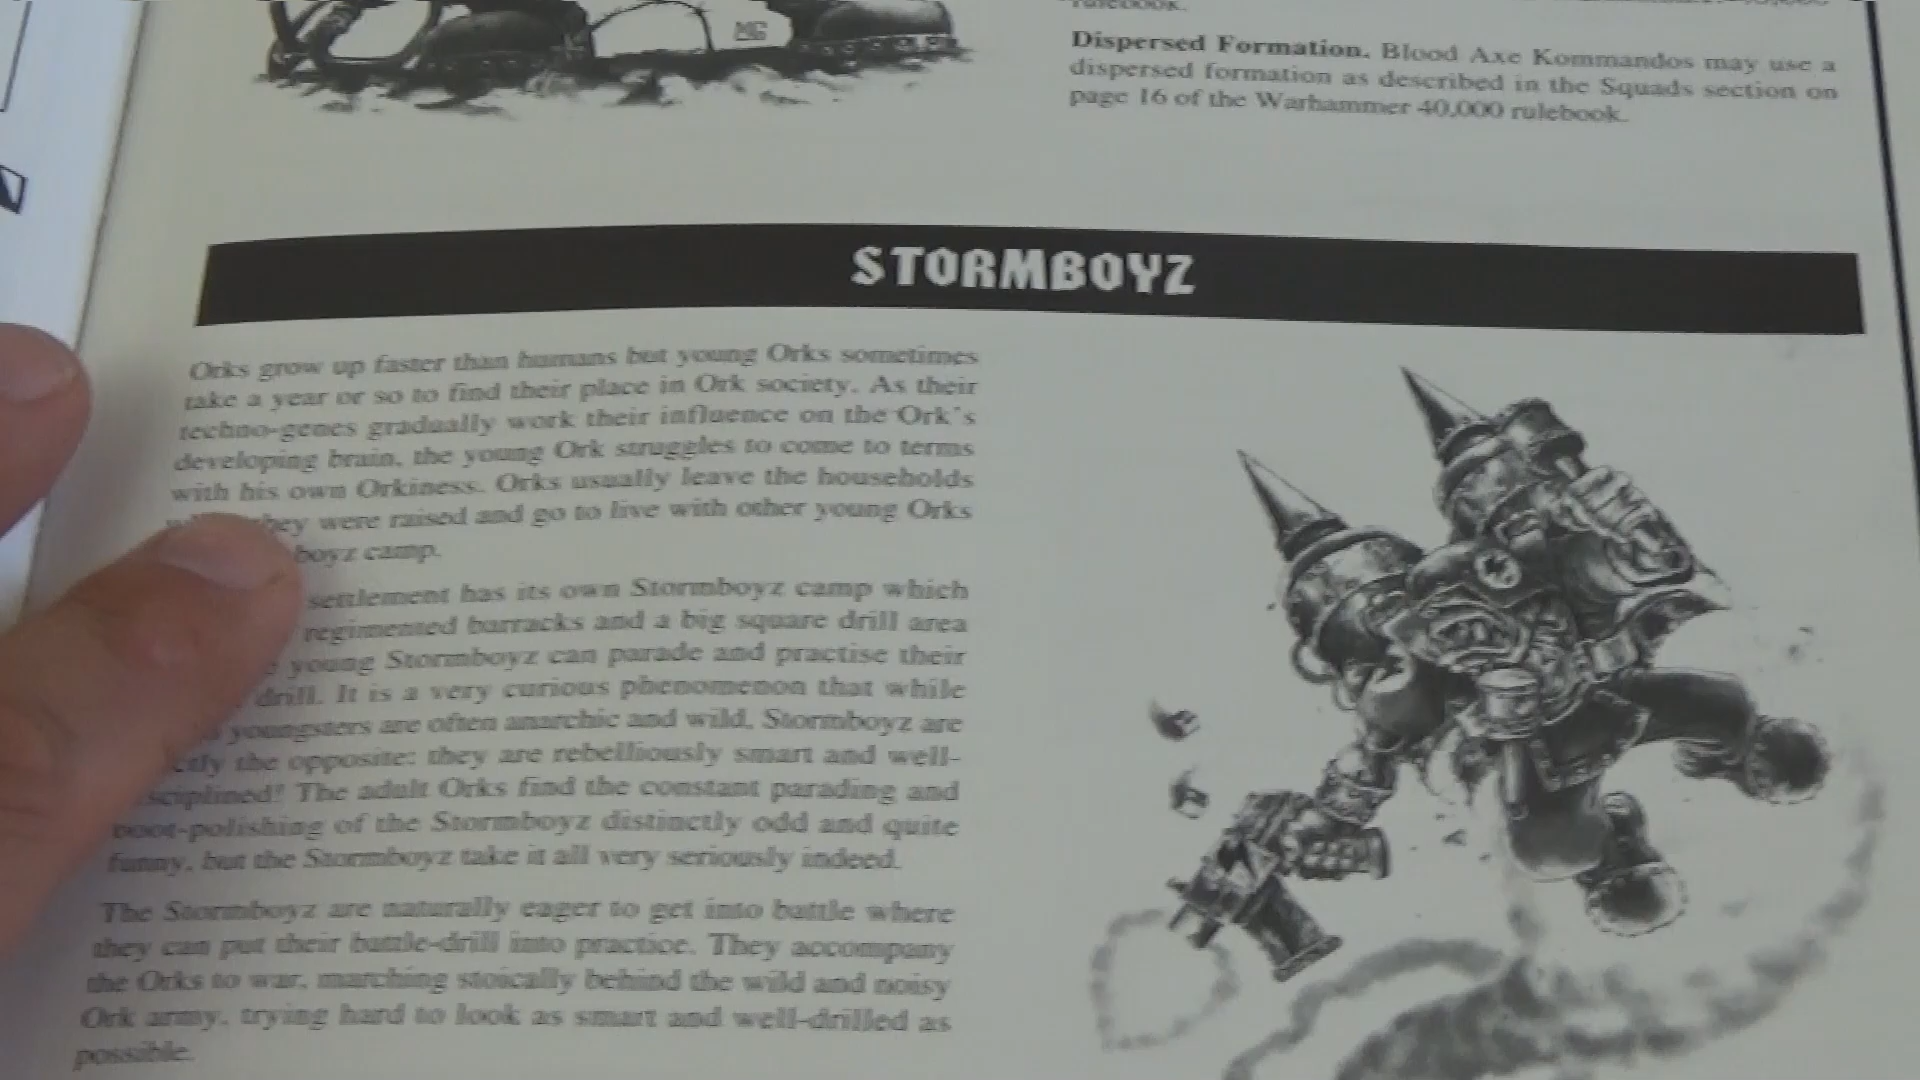 MG
rulebook.
Dispersed Formation. Blood Axe Kommandos may use a
dispersed formation as described in the Squads section on
page 16 of the Warhammer 40,000 rulebook.
STORMBOYZ
Orks grow up faster than humans but young Orks sometimes
take a year or so to find their place in Ork society. As their
techno-genes gradually work their influence on the Ork's
developing brain, the young Ork struggles to come to terms
with his own Orkiness. Orks usually leave the households
they were raised and go to live with other young Orks
boyz camp.
settlement has its own Stormboyz camp which
regimented barracks and a big square drill area
young Stormboyz can parade and practise their
drill. It is a very curious phenomenon that while
youngsters are often anarchic and wild, Stormboyz are
the opposite: they are rebelliously smart and well-
The adult Orks find the constant parading and
boot-polishing of the Stormboyz distinctly odd and quite
funny, but the Stormboyz take it all very seriously indeed.
The Stormboyz are naturally eager to get into battle where
they can put their battle-drill into practice. They accompany
the Orks to war, marching stoically behind the wild and noisy
Ork army, trying hard to look as smart and well-drilled as
possible.